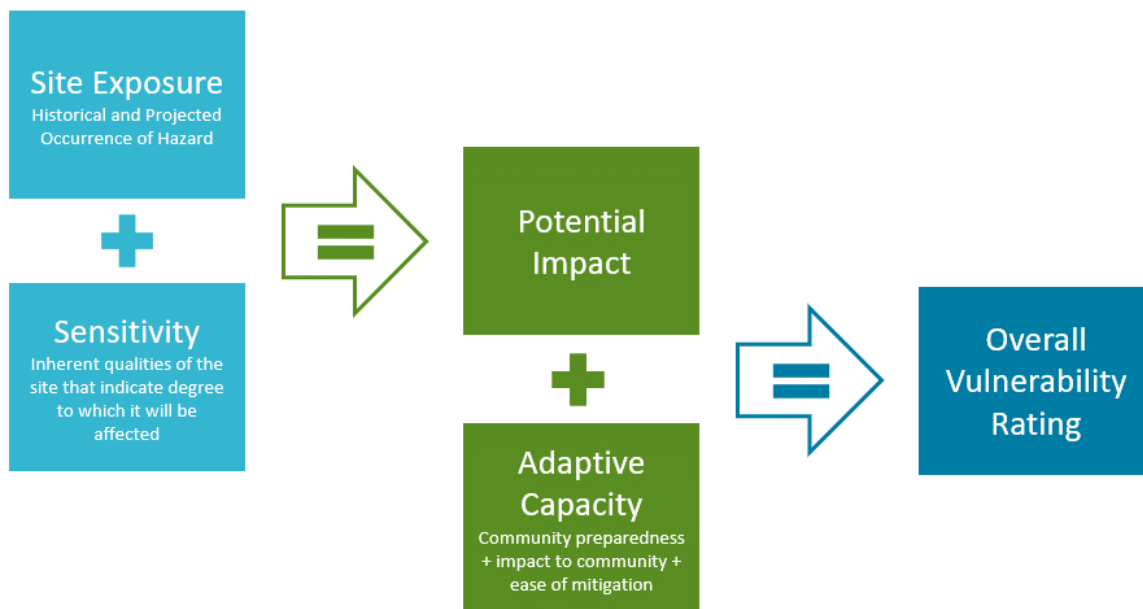 Site Exposure
Historical and Projected
Occurrence of Hazard
Sensitivity
Inherent qualities of the
site that indicate degree
to which it will be
affected
Potential
Impact
Adaptive
Capacity
Community preparedness
+ impact to community +
ease of mitigation
Overall
Vulnerability
Rating